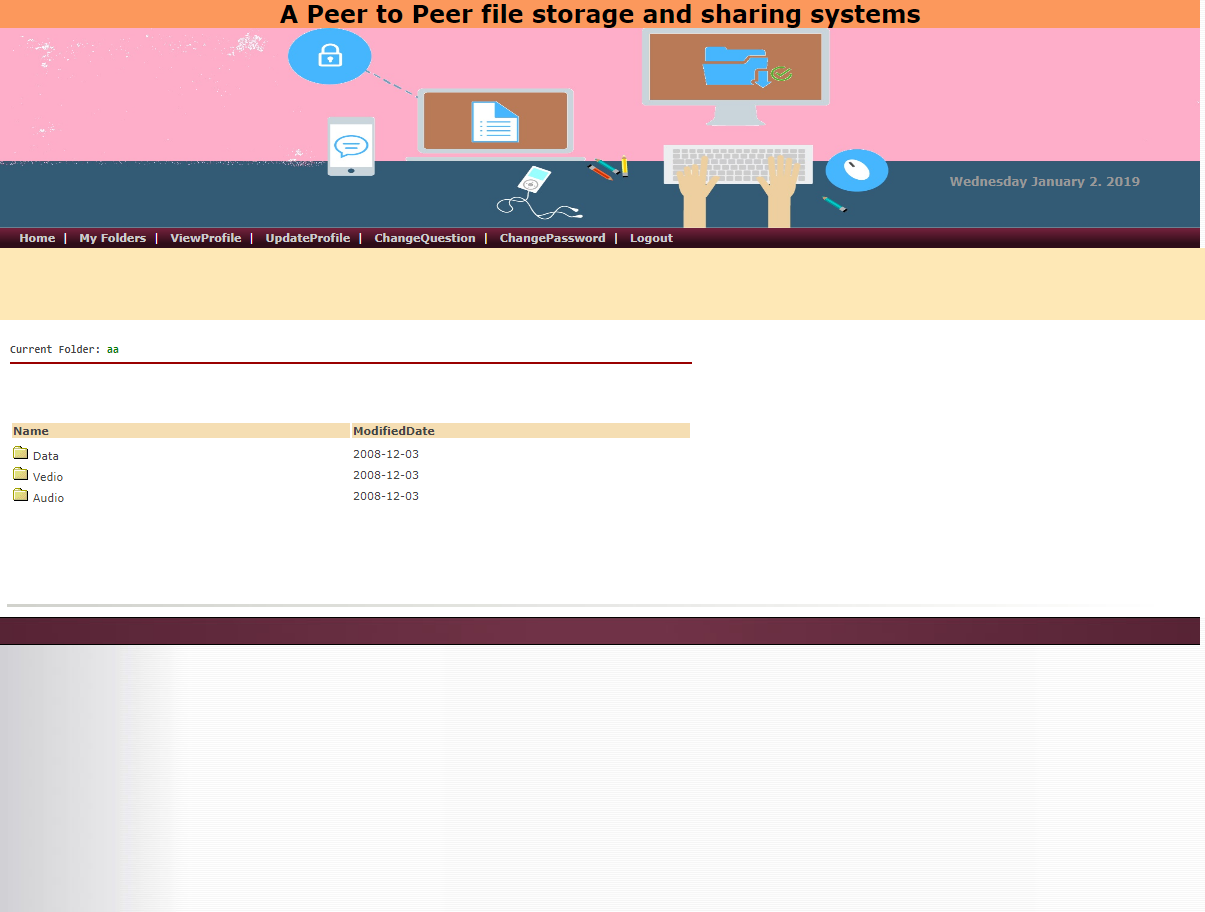 A Peer to Peer file storage and sharing systems
Wednesday January 2. 2019
Home | My Folders | ViewProfile | UpdateProfile | ChangeQuestion | ChangePassword | Logout
Current Folder: aa
Name ModifiedDate
Data 2008-12-03
Vedio 2008-12-03
Audio 2008-12-03